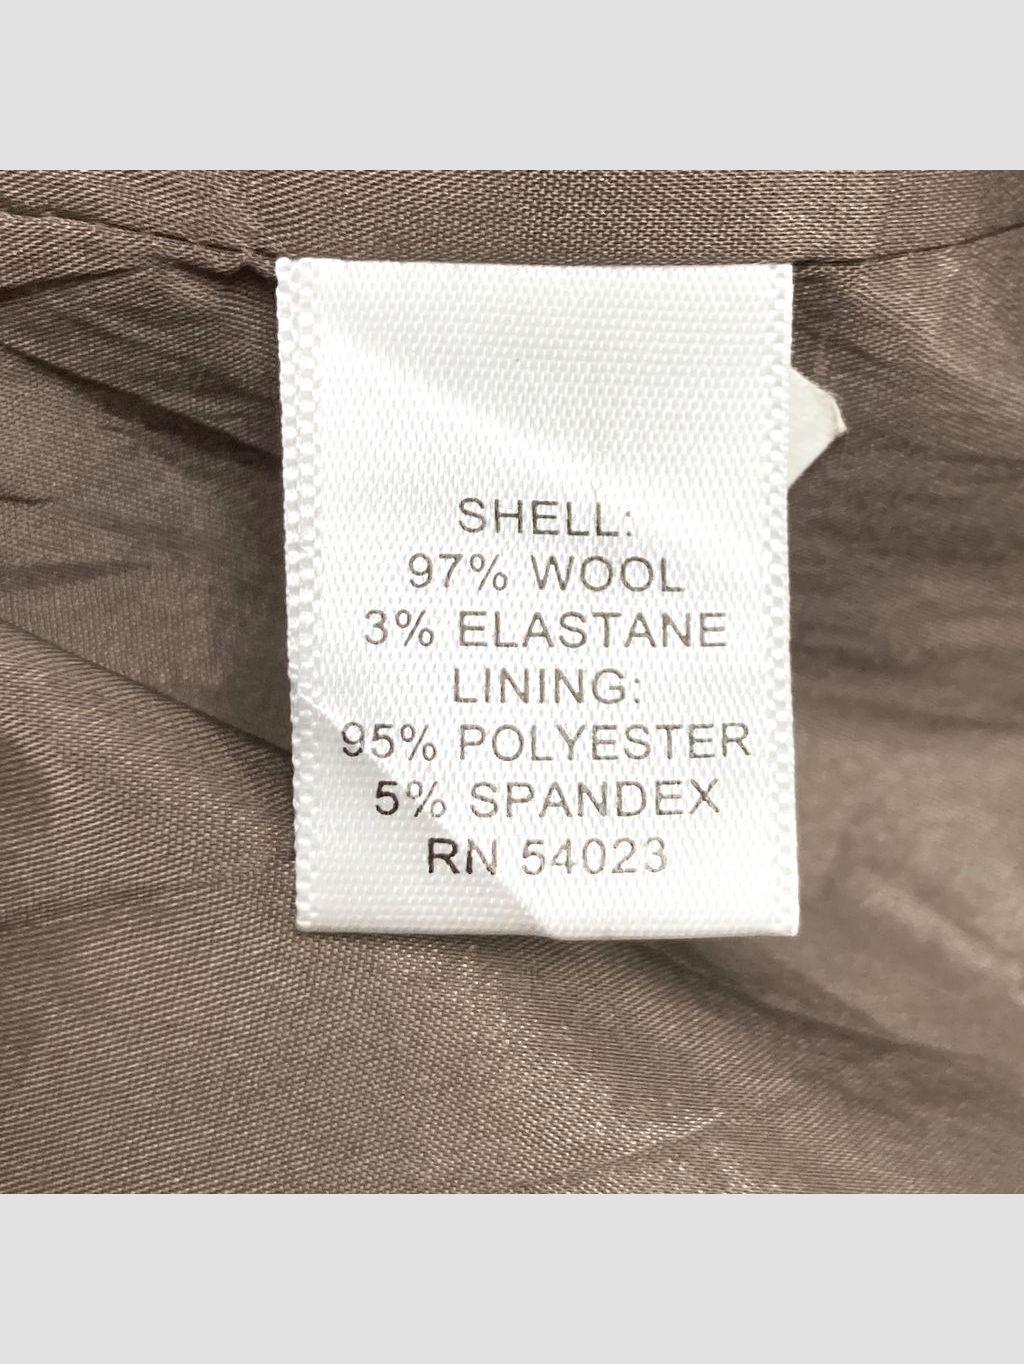 SHELL:
97% WOOL
3% ELASTANE
LINING:
95% POLYESTER
5% SPANDEX
RN 54023